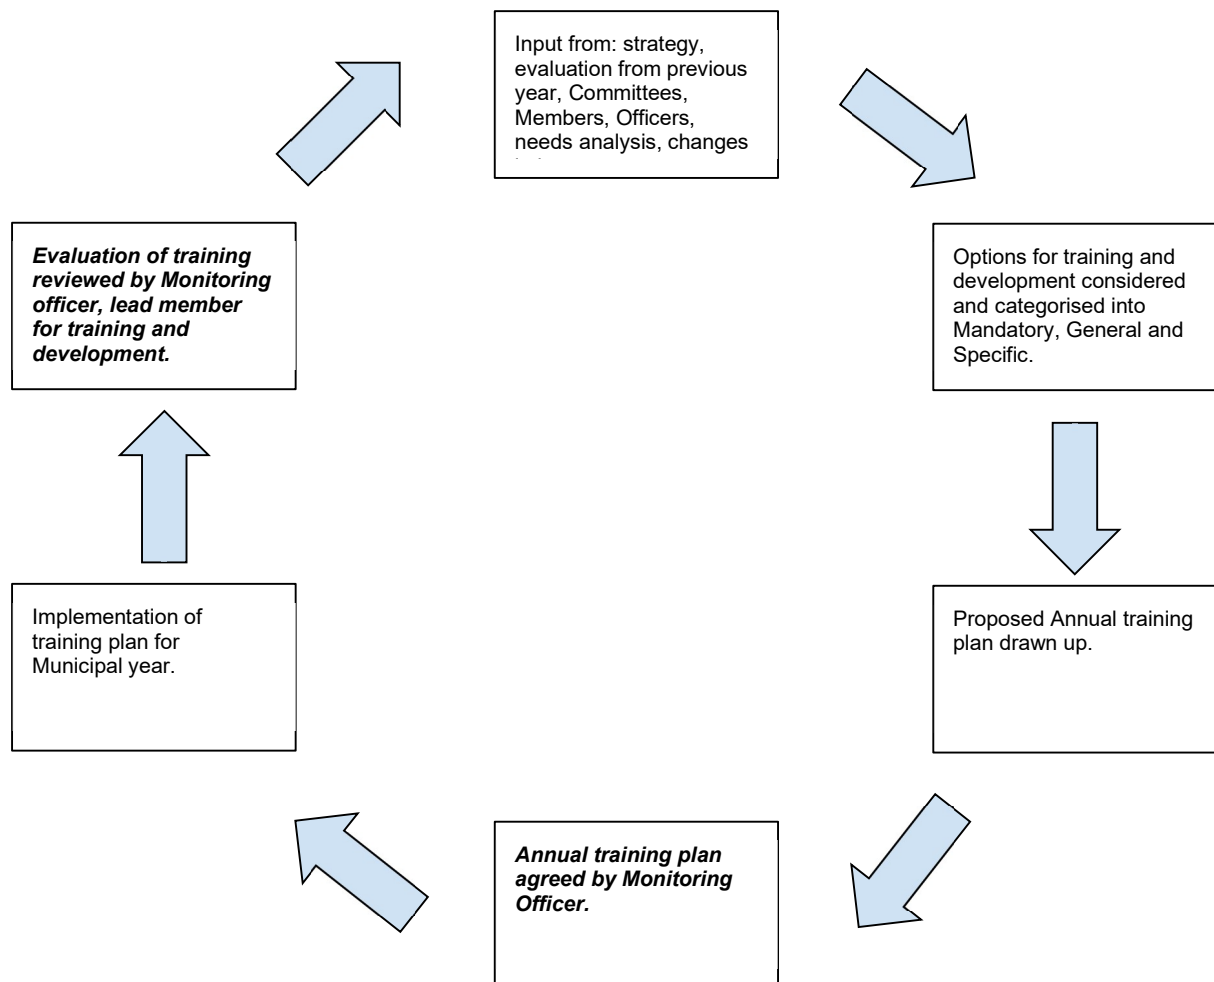 Input from: strategy,
evaluation from previous
year, Committees,
Members, Officers,
needs analysis, changes
Options for training and
development considered
and categorised into
Mandatory, General and
Specific.
Proposed Annual training
plan drawn up.
Annual training plan
agreed by Monitoring
Officer.
Implementation of
training plan for
Municipal year.
Evaluation of training
reviewed by Monitoring
officer, lead member
for training and
development.